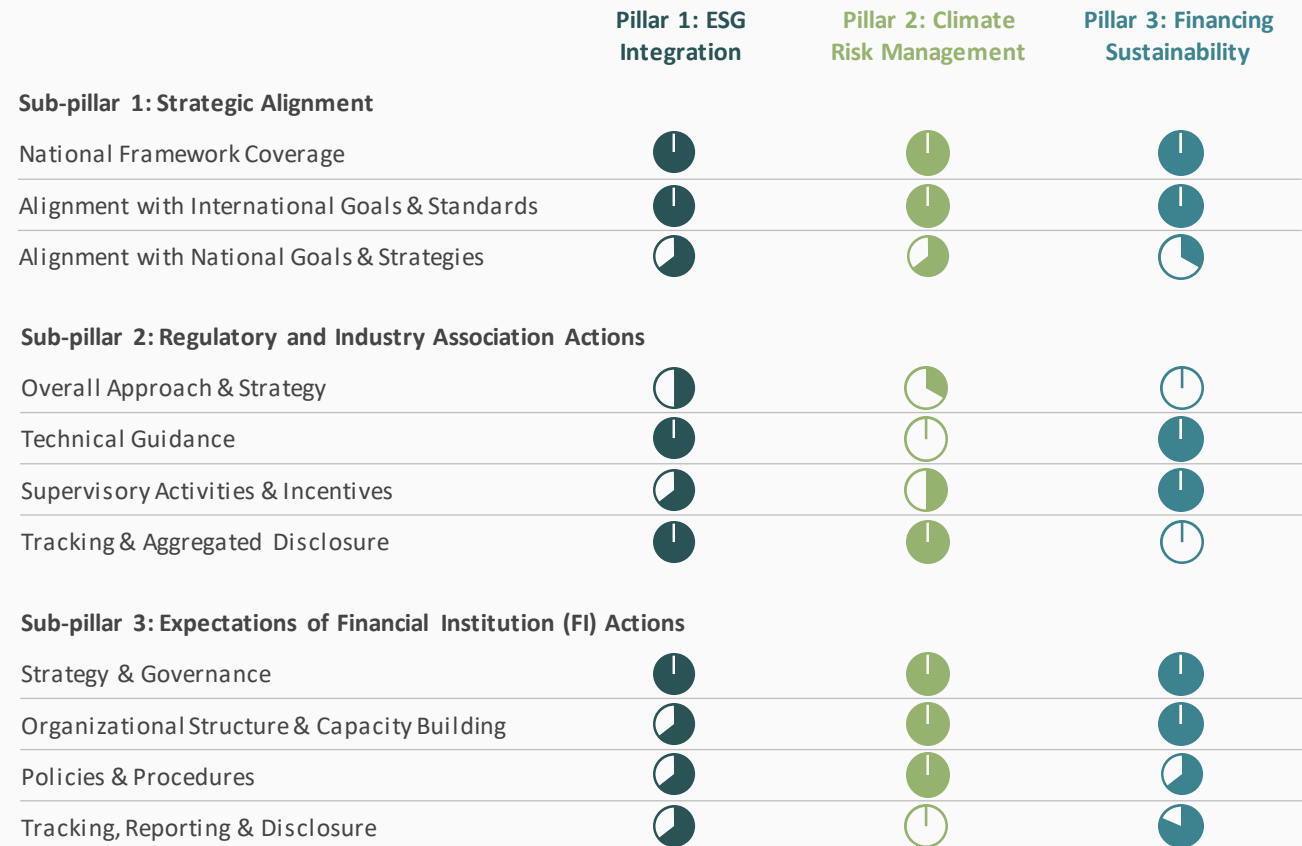 Pillar 1: ESG
Integration
Pillar 2: Climate
Risk Management
Pillar 3: Financing
Sustainability
Sub-pillar 1: Strategic Alignment
National Framework Coverage
Alignment with International Goals & Standards
Alignment with National Goals & Strategies
Sub-pillar 2: Regulatory and Industry Association Actions
Overall Approach & Strategy
Technical Guidance
Supervisory Activities & Incentives
Tracking & Aggregated Disclosure
Sub-pillar 3: Expectations of Financial Institution (FI) Actions
Strategy & Governance
Organizational Structure & Capacity Building
Policies & Procedures
Tracking, Reporting & Disclosure